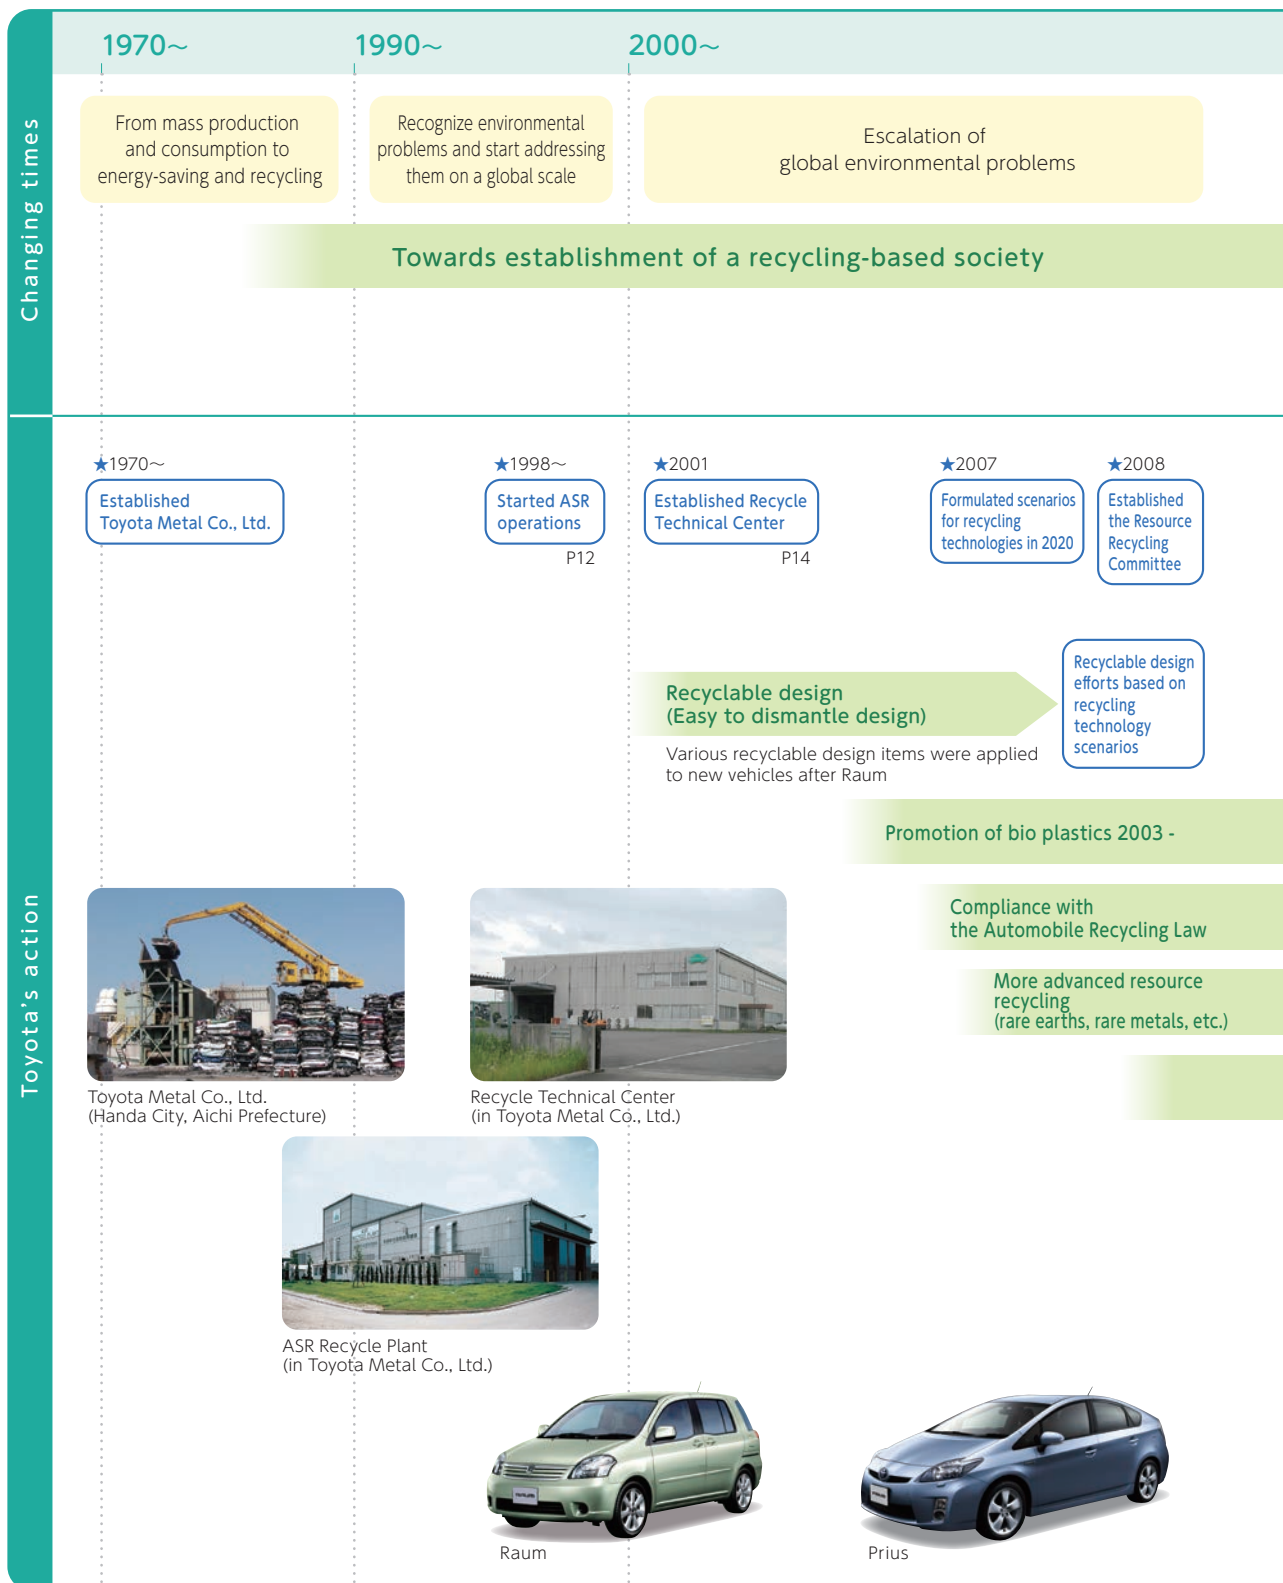 1970～
1990～
2000～
Changing times
From mass production
and consumption to
energy-saving and recycling
Recognize environmental
problems and start addressing
them on a global scale
Escalation of
global environmental problems
Towards establishment of a recycling-based society
Toyota's action
★1970～
Established
Toyota Metal Co., Ltd.
★1998～
Started ASR
operations
P12
★2001
Established Recycle
Technical Center
P14
★2007
Formulated scenarios
for recycling
technologies in 2020
★2008
Established
the Resource
Recycling
Committee
Recyclable design
(Easy to dismantle design)
Various recyclable design items were applied
to new vehicles after Raum
Recyclable design
efforts based on
recycling
technology
scenarios
Promotion of bio plastics 2003 -
Compliance with
the Automobile Recycling Law
More advanced resource
recycling
(rare earths, rare metals, etc.)
Toyota Metal Co., Ltd.
(Handa City, Aichi Prefecture)
Recycle Technical Center
(in Toyota Metal Co., Ltd.)
ASR Recycle Plant
(in Toyota Metal Co., Ltd.)
Raum
Prius